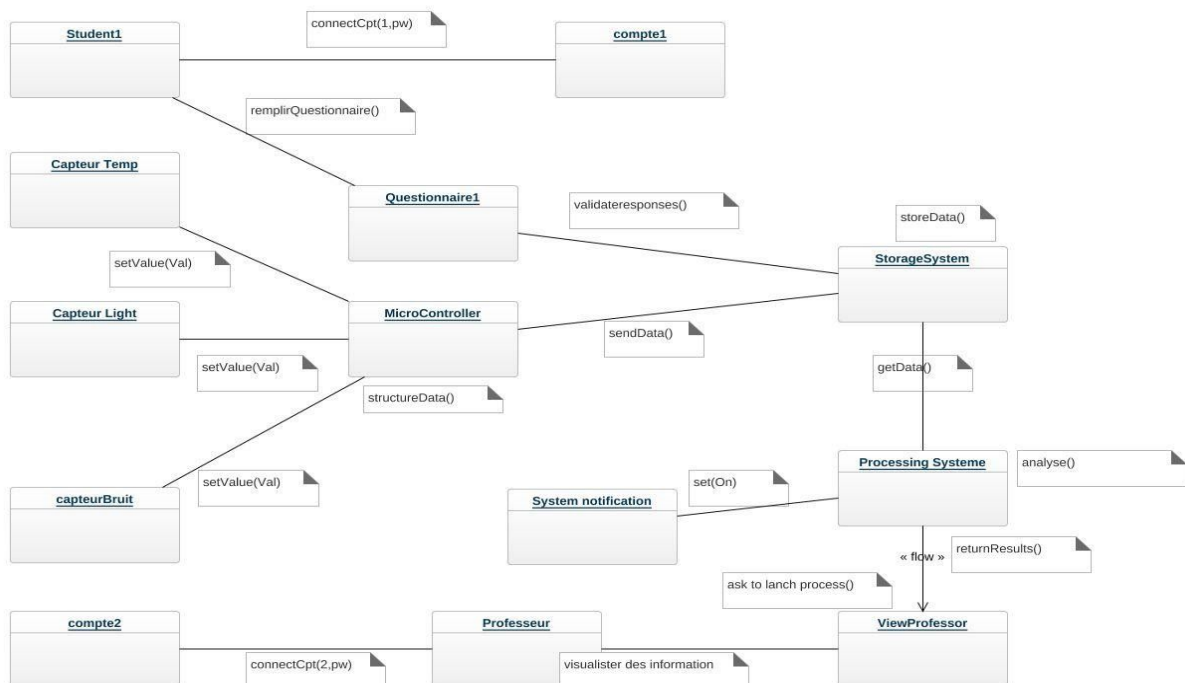 connectCpt(1,pw)
Student1
compte1
remplirQuestionnaire()
Capteur Temp
Questionnaire1
validateresponses()
storeData()
setValue(Val)
StorageSystem
Capteur Light
MicroController
sendData()
setValue(Val)
getData()
structureData()
Processing Systeme
analyse()
setValue(Val)
set(On)
capteurBruit
System notification
« flow »
returnResults()
ask to lanch process()
compte2
Professeur
ViewProfessor
connectCpt(2,pw)
visualister des information